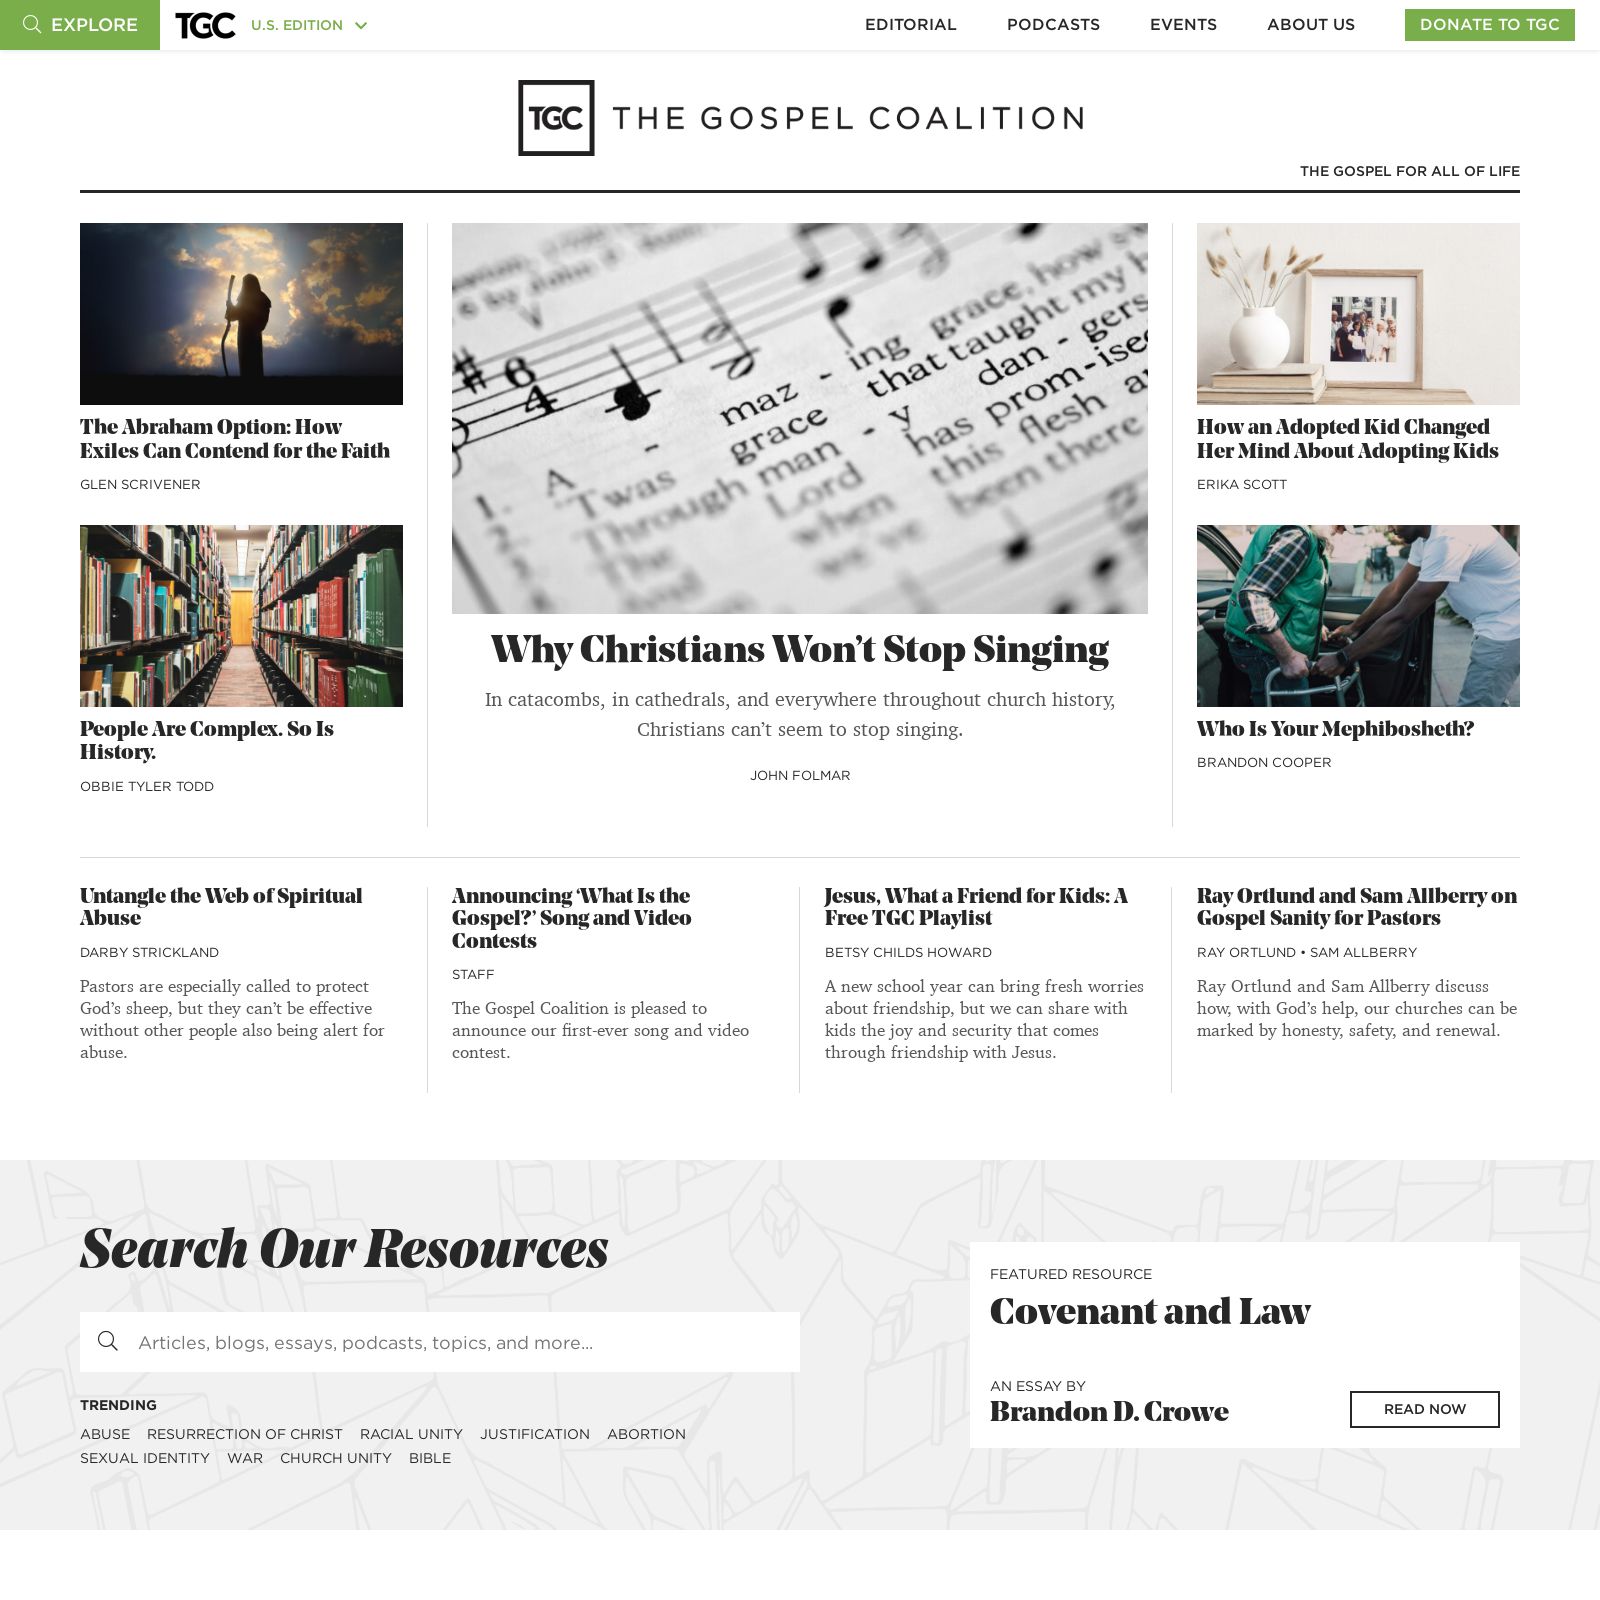 EXPLORE
TGC
U.S. EDITION
EDITORIAL
PODCASTS
EVENTS
ABOUT US
DONATE TO TGC
TGC
THE GOSPEL COALITION
THE GOSPEL FOR ALL OF LIFE
The Abraham Option: How
Exiles Can Contend for the Faith
GLEN SCRIVENER
People Are Complex. So Is
History.
OBBIE TYLER TODD
6
4
1. A - maz - ing grace, how
'Twas grace that taught my
Through man - y dan - gers
The Lord has prom-ised
when this flesh
we've been there
Why Christians Won’t Stop Singing
In catacombs, in cathedrals, and everywhere throughout church history,
Christians can’t seem to stop singing.
JOHN FOLMAR
How an Adopted Kid Changed
Her Mind About Adopting Kids
ERIKA SCOTT
Who Is Your Mephibosheth?
BRANDON COOPER
Untangle the Web of Spiritual
Abuse
DARBY STRICKLAND
Pastors are especially called to protect
God’s sheep, but they can’t be effective
without other people also being alert for
abuse.
Announcing ‘What Is the
Gospel?’ Song and Video
Contests
STAFF
The Gospel Coalition is pleased to
announce our first-ever song and video
contest.
Jesus, What a Friend for Kids: A
Free TGC Playlist
BETSY CHILDS HOWARD
A new school year can bring fresh worries
about friendship, but we can share with
kids the joy and security that comes
through friendship with Jesus.
Ray Ortlund and Sam Allberry on
Gospel Sanity for Pastors
RAY ORTLUND • SAM ALLBERRY
Ray Ortlund and Sam Allberry discuss
how, with God’s help, our churches can be
marked by honesty, safety, and renewal.
Search Our Resources
Articles, blogs, essays, podcasts, topics, and more...
TRENDING
ABUSE RESURRECTION OF CHRIST RACIAL UNITY JUSTIFICATION ABORTION
SEXUAL IDENTITY WAR CHURCH UNITY BIBLE
FEATURED RESOURCE
Covenant and Law
AN ESSAY BY
Brandon D. Crowe
READ NOW